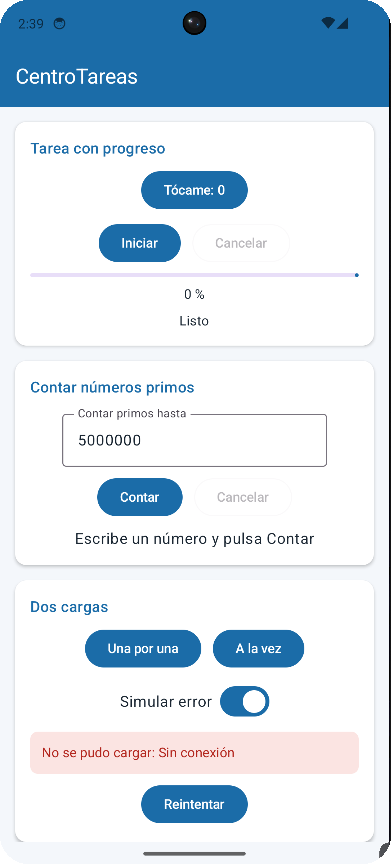 2:39
CentroTareas
Tarea con progreso
Tócame: 0
Iniciar
Cancelar
0 %
Listo
Contar números primos
Contar primos hasta
5000000
Contar
Cancelar
Escribe un número y pulsa Contar
Dos cargas
Una por una
A la vez
Simular error
No se pudo cargar: Sin conexión
Reintentar